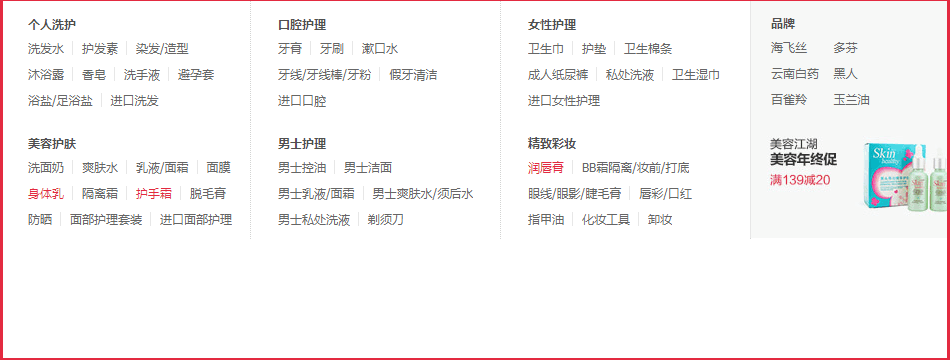 个人洗护
洗发水 护发素 染发/造型
沐浴露 香皂 洗手液 避孕套
浴盐/足浴盐 进口洗发
美容护肤
洗面奶 爽肤水 乳液/面霜 面膜
身体乳 隔离霜 护手霜 脱毛膏
防晒 面部护理套装 进口面部护理
口腔护理
牙膏 牙刷 漱口水
牙线/牙线棒/牙粉 假牙清洁
进口口腔
男士护理
男士控油 男士洁面
男士乳液/面霜 男士爽肤水/须后水
男士私处洗液 剃须刀
女性护理
卫生巾 护垫 卫生棉条
成人纸尿裤 私处洗液 卫生湿巾
进口女性护理
精致彩妆
润唇膏 BB霜隔离/妆前/打底
眼线/眼影/睫毛膏 唇彩/口红
指甲油 化妆工具 卸妆
品牌
海飞丝 多芬
云南白药 黑人
百雀羚 玉兰油
美容江湖
美容年终促
满139减20
Skin
healthy